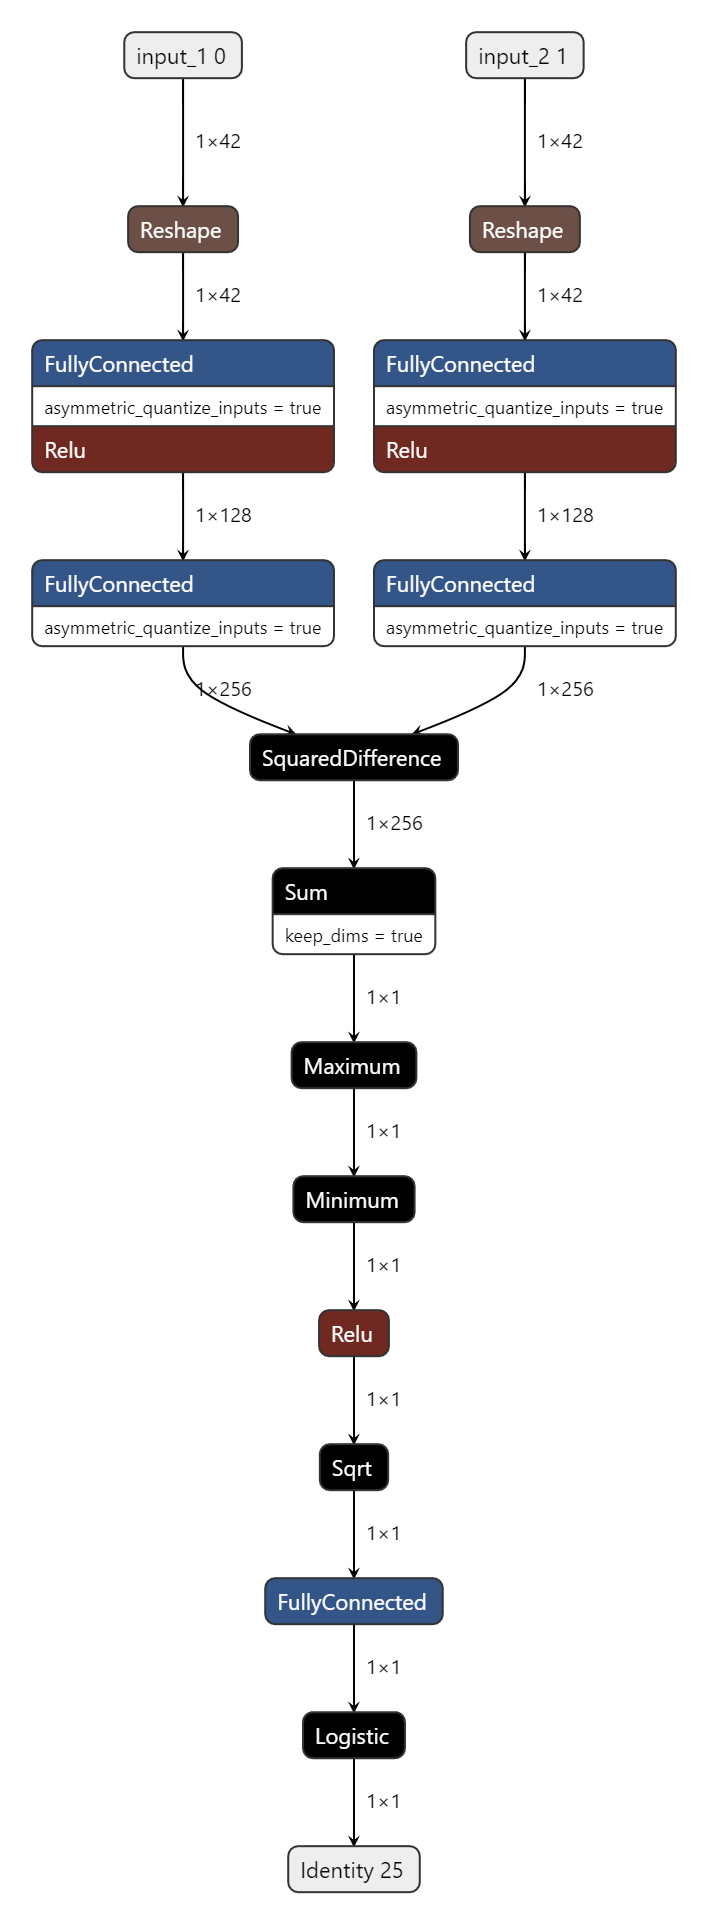 input_1 0
input_2 1
1×42
1×42
Reshape
Reshape
1×42
1×42
FullyConnected
asymmetric_quantize_inputs = true
Relu
FullyConnected
asymmetric_quantize_inputs = true
Relu
1×128
1×128
FullyConnected
asymmetric_quantize_inputs = true
FullyConnected
asymmetric_quantize_inputs = true
1×256
1×256
SquaredDifference
1×256
Sum
keep_dims = true
1×1
Maximum
1×1
Minimum
1×1
Relu
1×1
Sqrt
1×1
FullyConnected
1×1
Logistic
1×1
Identity 25